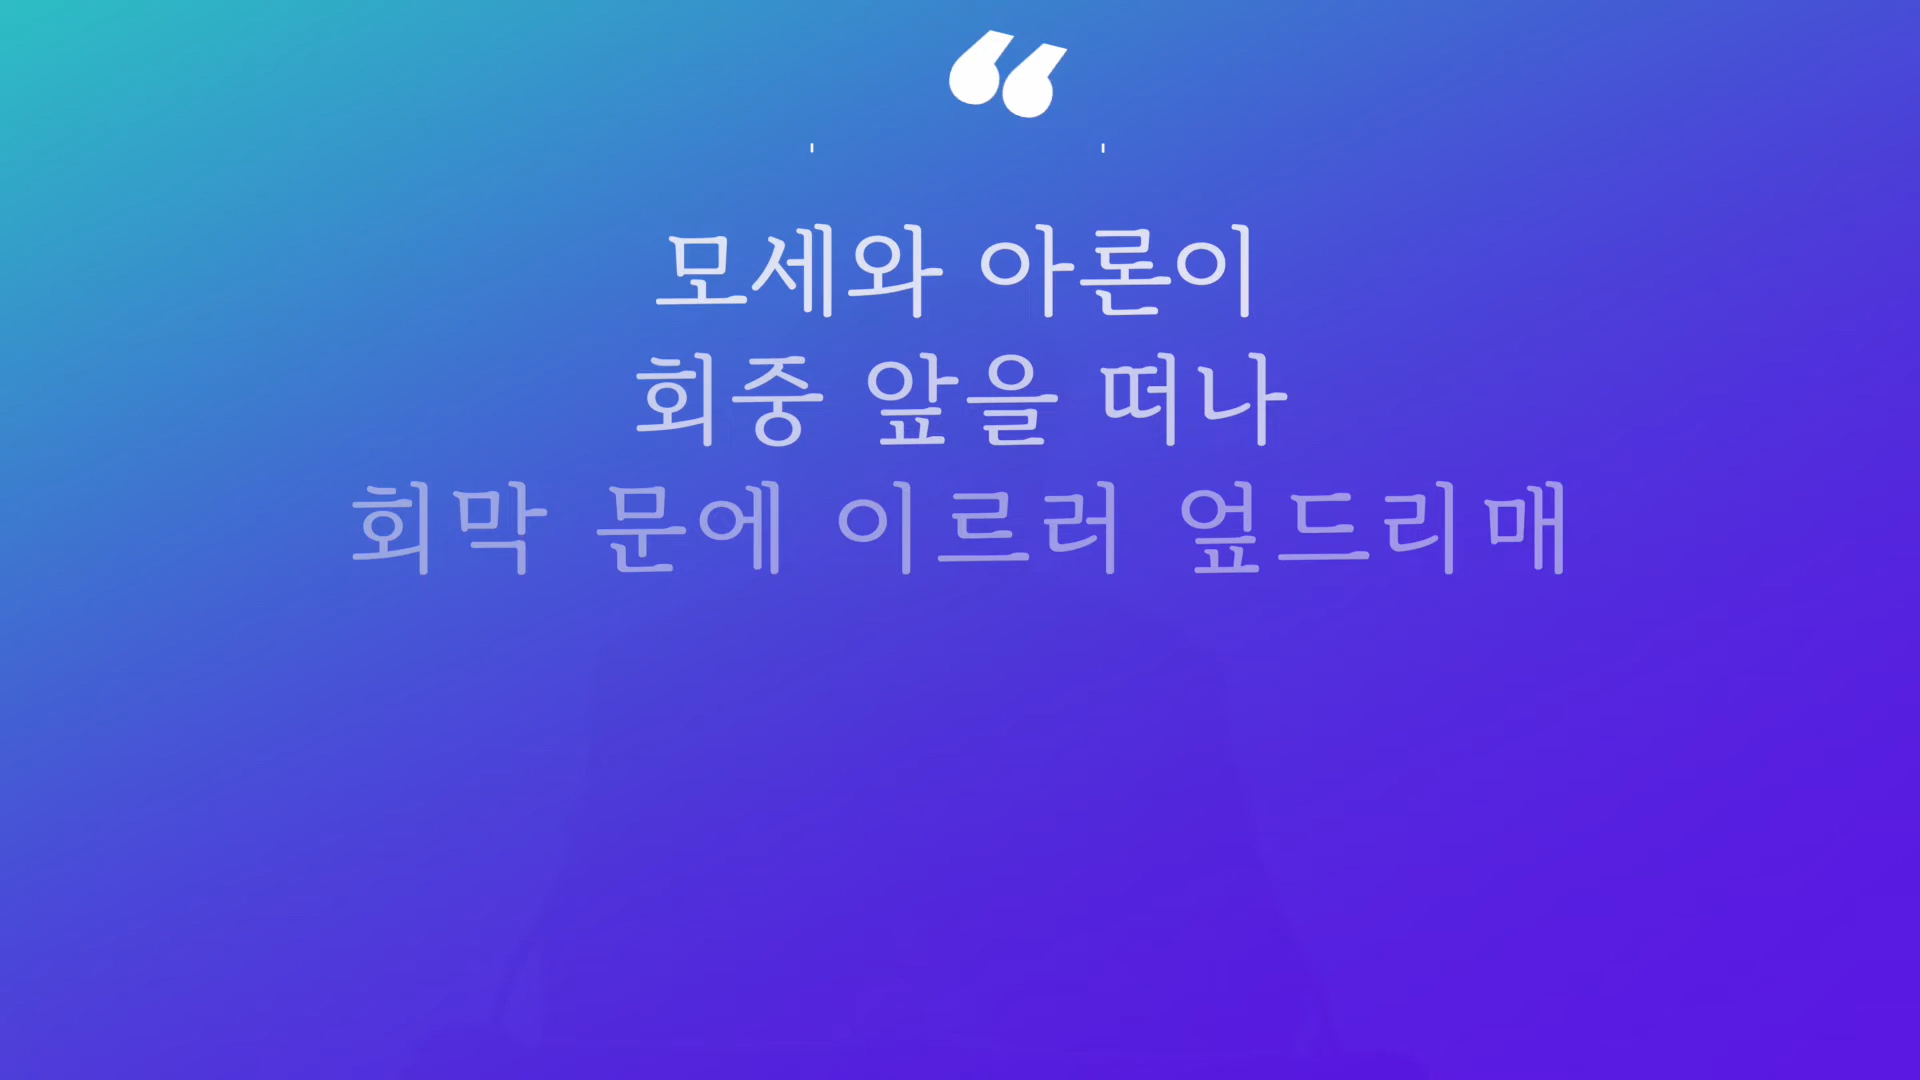 “
모세와 아론이
회중 앞을 떠나
회막 문에 이르러 엎드리매